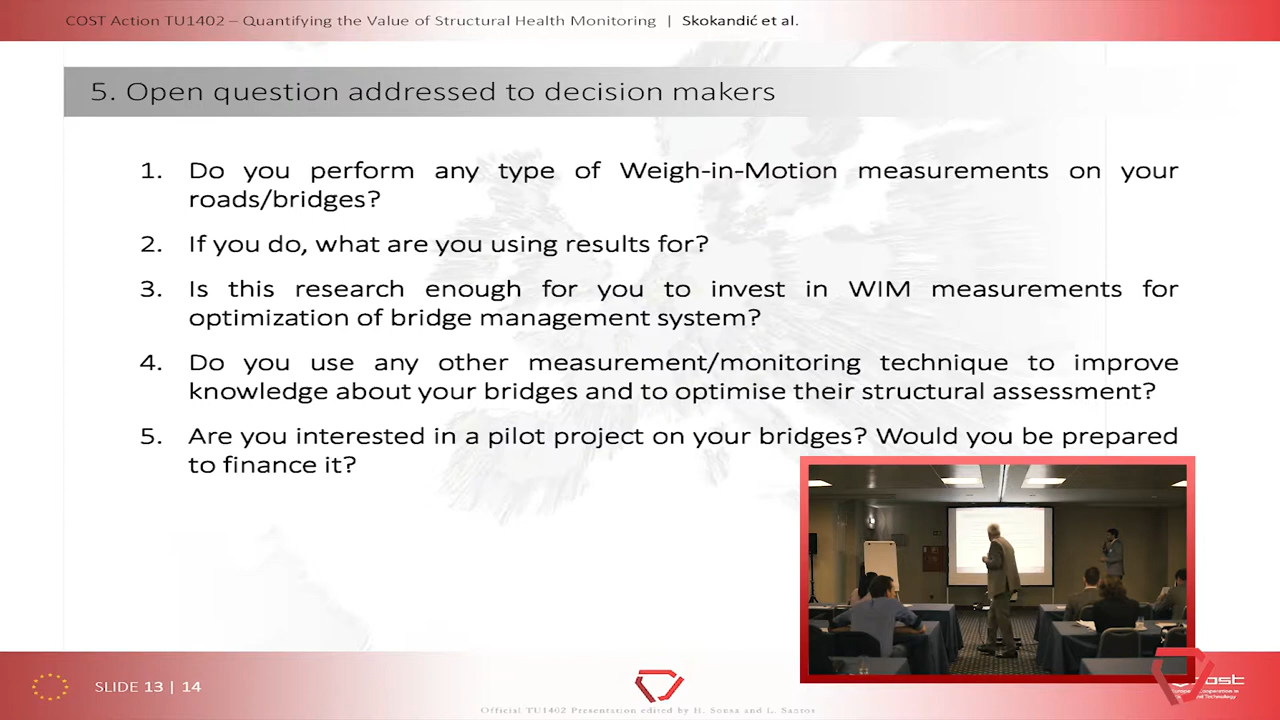 COST Action TU1402 – Quantifying the Value of Structural Health Monitoring | Skokandić et al.
5. Open question addressed to decision makers
1. Do you perform any type of Weigh-in-Motion measurements on your
roads/bridges?
2. If you do, what are you using results for?
3. Is this research enough for you to invest in WIM measurements for
optimization of bridge management system?
4. Do you use any other measurement/monitoring technique to improve
knowledge about your bridges and to optimise their structural assessment?
5. Are you interested in a pilot project on your bridges? Would you be prepared
to finance it?
SLIDE 13 | 14
Official TU1402 Presentation edited by H. Sousa and L. Santos